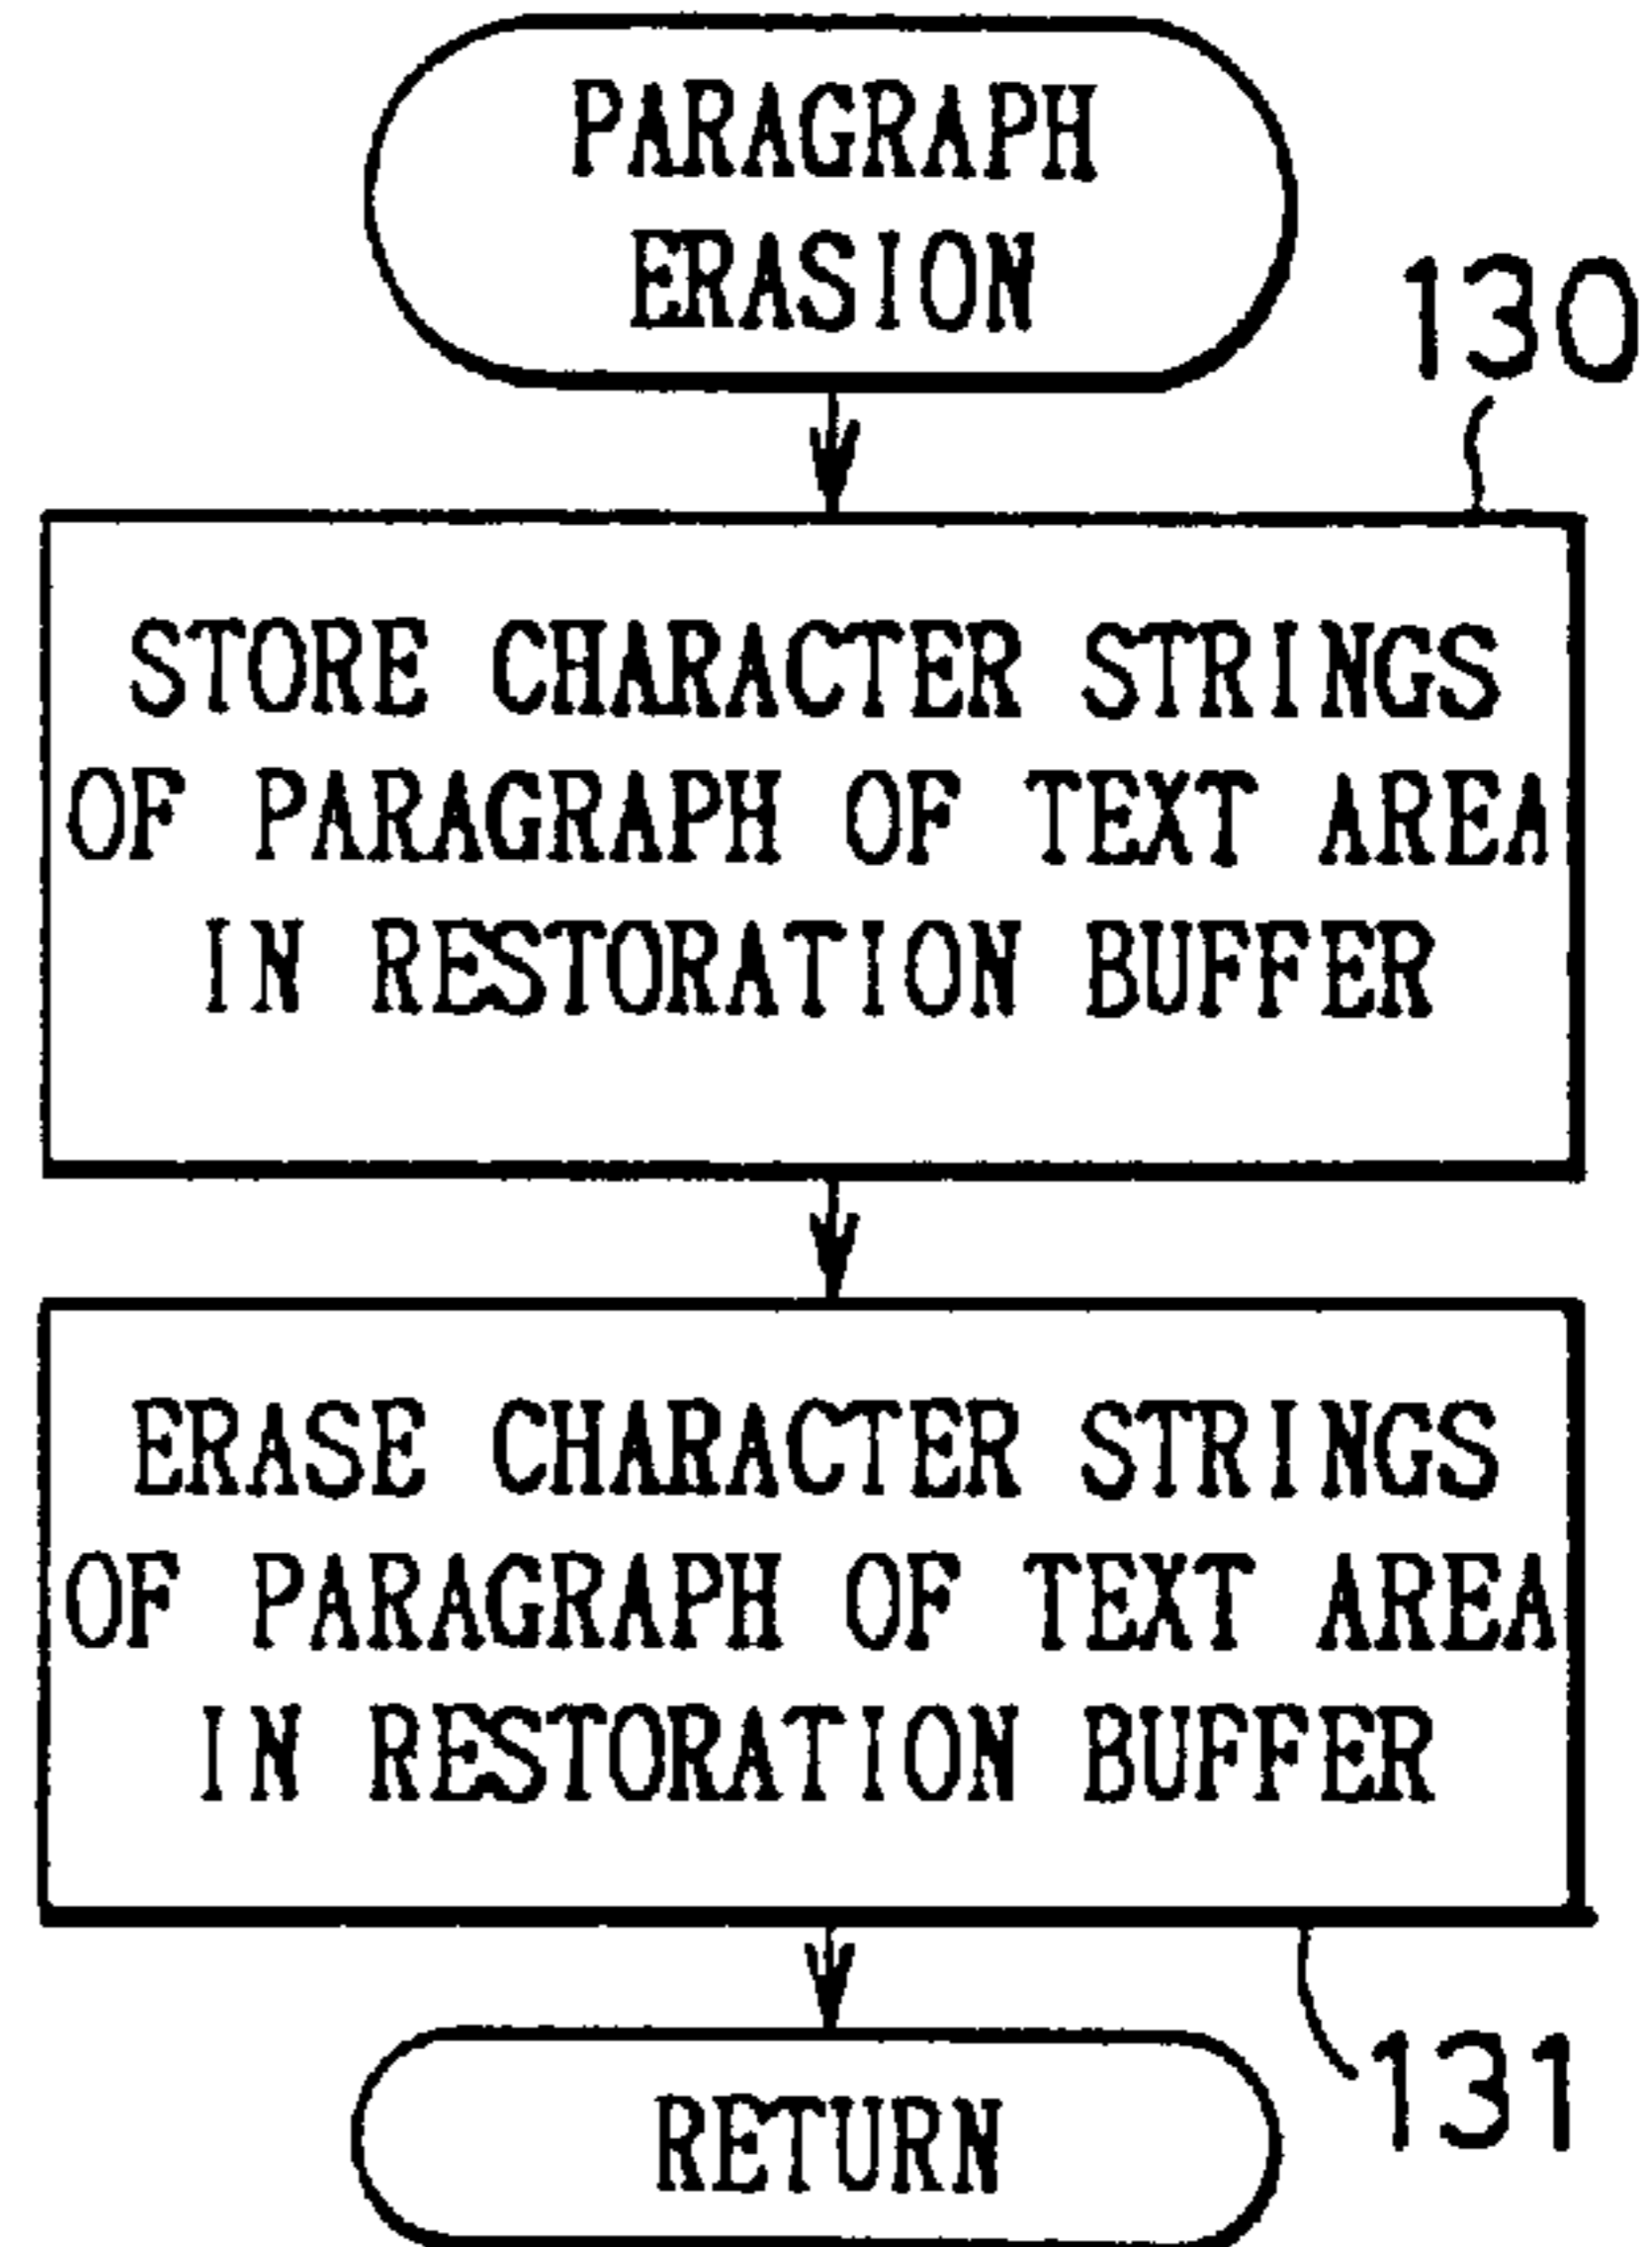 PARAGRAPH
ERASION
130
STORE CHARACTER STRINGS
OF PARAGRAPH OF TEXT AREA
IN RESTORATION BUFFER
ERASE CHARACTER STRINGS
OF PARAGRAPH OF TEXT AREA
IN RESTORATION BUFFER
131
RETURN